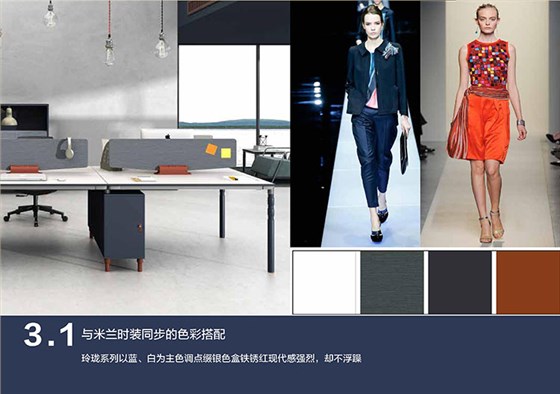 3.1 与米兰时装同步的色彩搭配
玲珑系列以蓝、白为主色调点缀银色盒铁锈红现代感强烈，却不浮躁